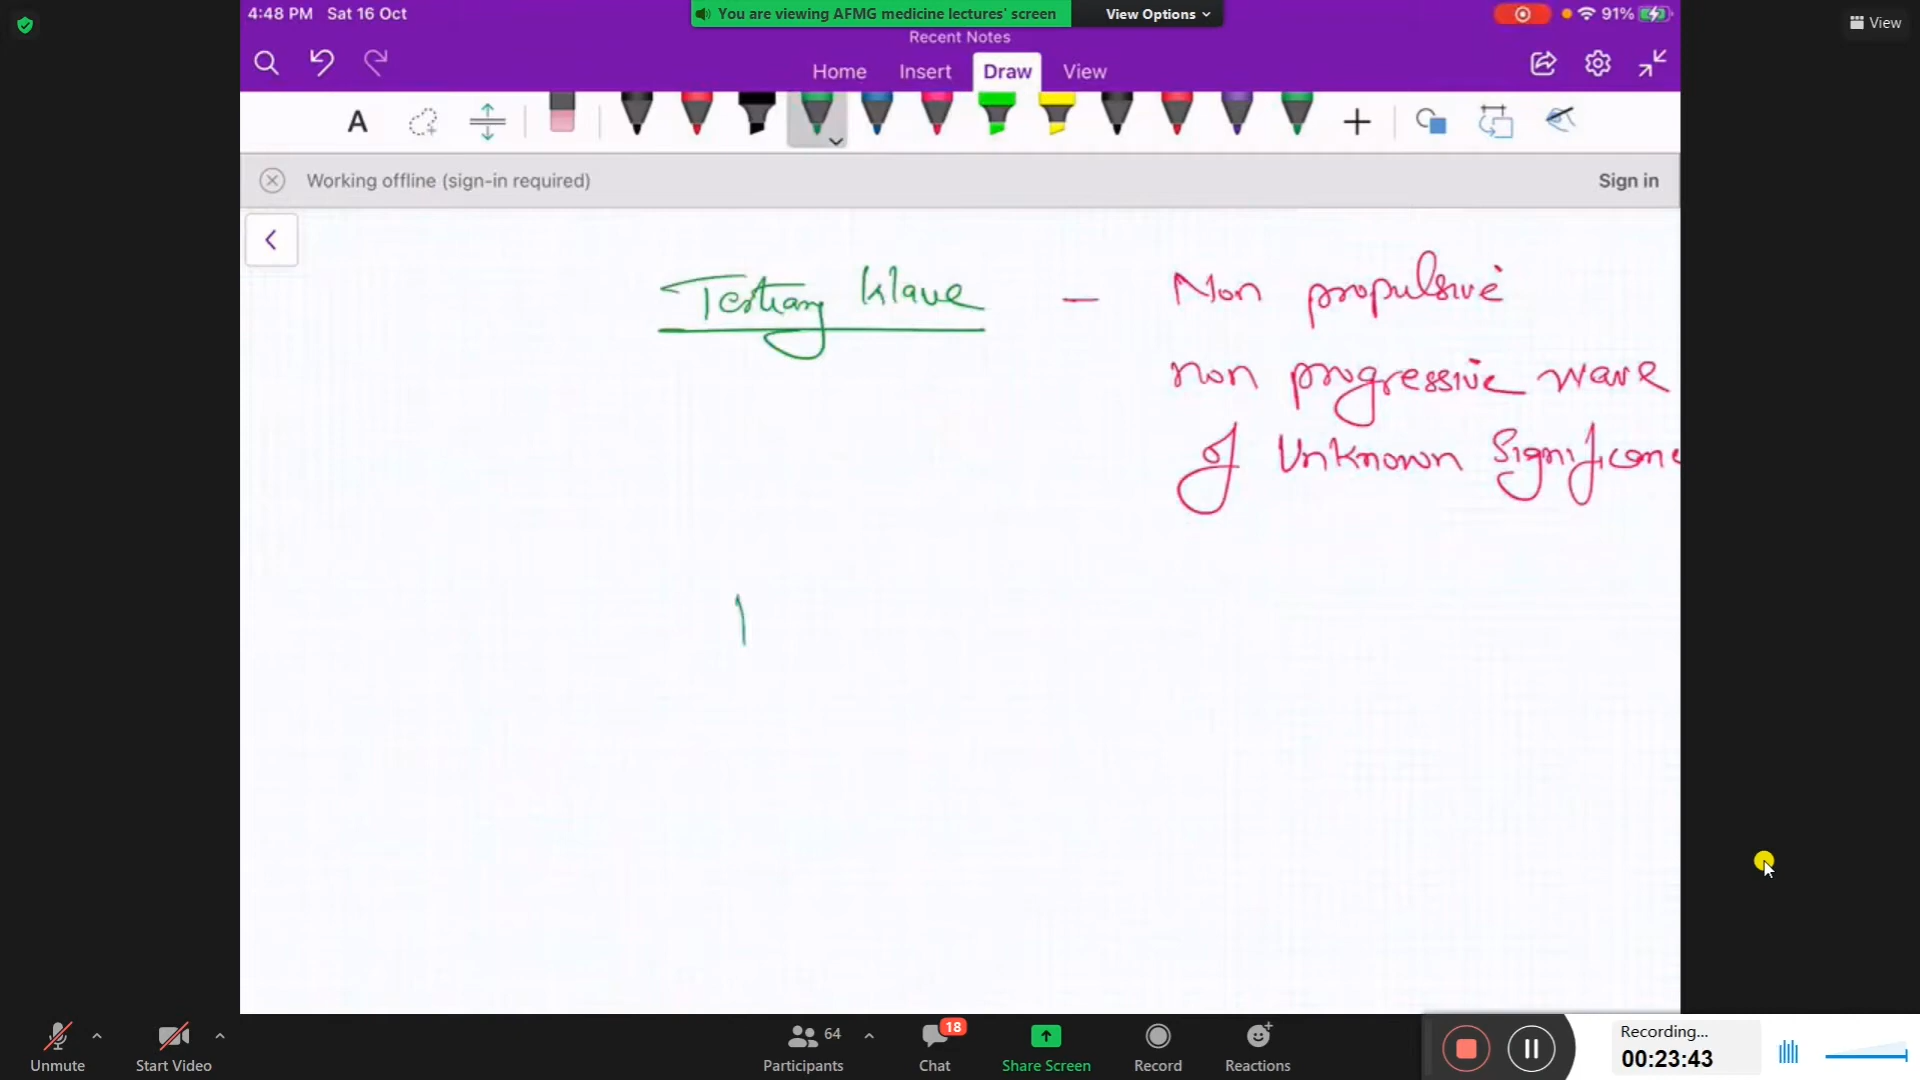 4:48 PM Sat 16 Oct
You are viewing AFMG medicine lectures' screen
View Options
91%
View
Recent Notes
Home Insert Draw View
A
Working offline (sign-in required)
Sign in
Tertiary Wave - Non propulsive
non progressive wave
of Unknown Significanc
Unmute
Start Video
64
Participants
18
Chat
Share Screen
Record
Reactions
Recording...
00:23:43